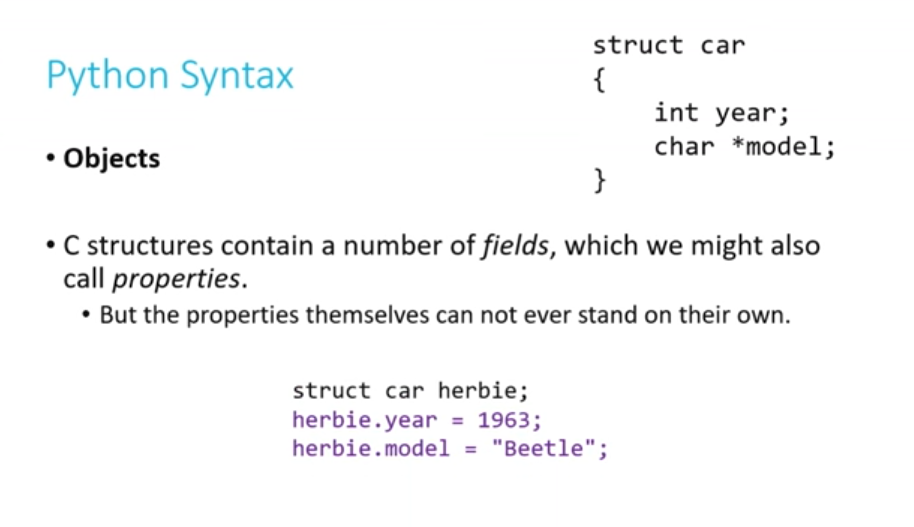 Python Syntax
struct car
{
    int year;
    char *model;
}
• Objects
• C structures contain a number of fields, which we might also
call properties.
• But the properties themselves can not ever stand on their own.
struct car herbie;
herbie.year = 1963;
herbie.model = "Beetle";